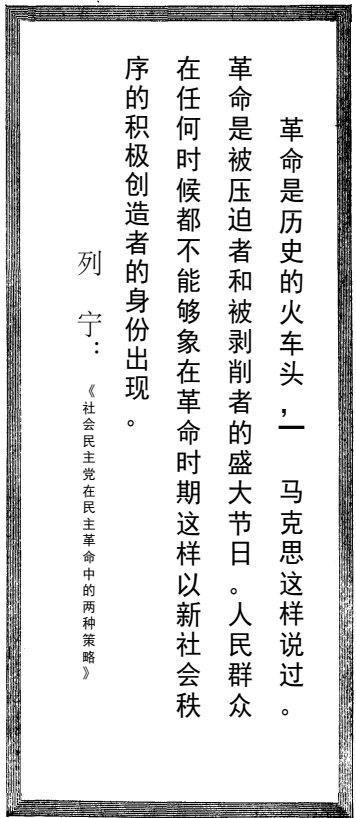 革命是历史的火车头，— 马克思这样说过。
革命是被压迫者和被剥削者的盛大节日。人民群众
在任何时候都不能够象在革命时期这样以新社会秩
序的积极创造者的身份出现。
列 宁：《社会民主党在民主革命中的两种策略》